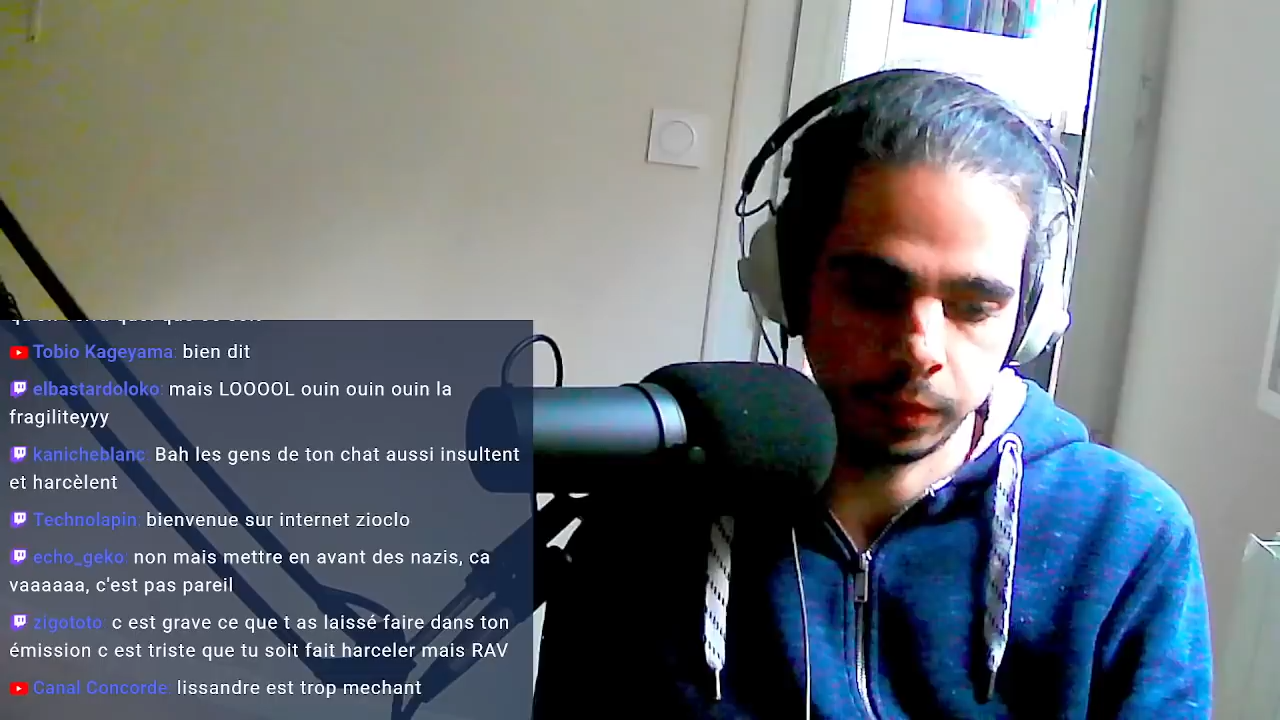 Tobio Kageyama: bien dit
elbastardoloko: mais LOOOOL ouin ouin ouin la
fragiliteyyy
kanicheblanc: Bah les gens de ton chat aussi insultent
et harcèlent
Technolapin: bienvenue sur internet zioclo
echo_geko: non mais mettre en avant des nazis, ca
vaaaaaa, c'est pas pareil
zigototo: c est grave ce que t as laissé faire dans ton
émission c est triste que tu soit fait harceler mais RAV
Canal Concorde: lissandre est trop mechant